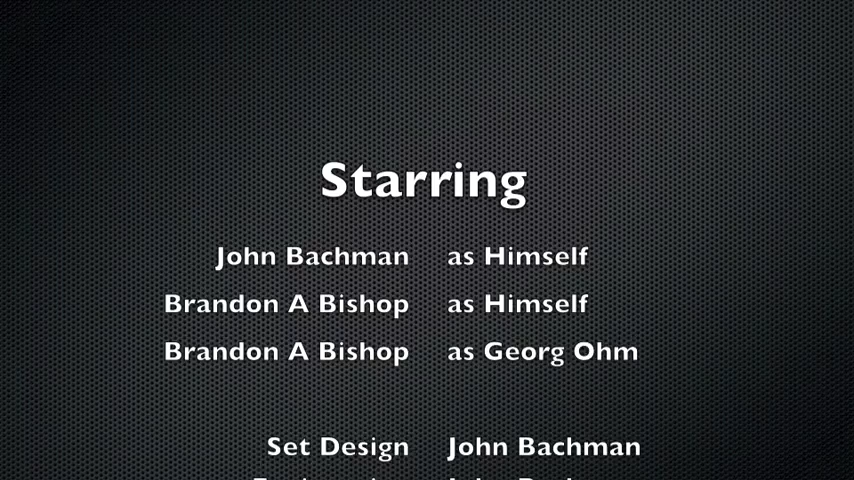 Starring
John Bachman as Himself
Brandon A Bishop as Himself
Brandon A Bishop as Georg Ohm
Set Design John Bachman